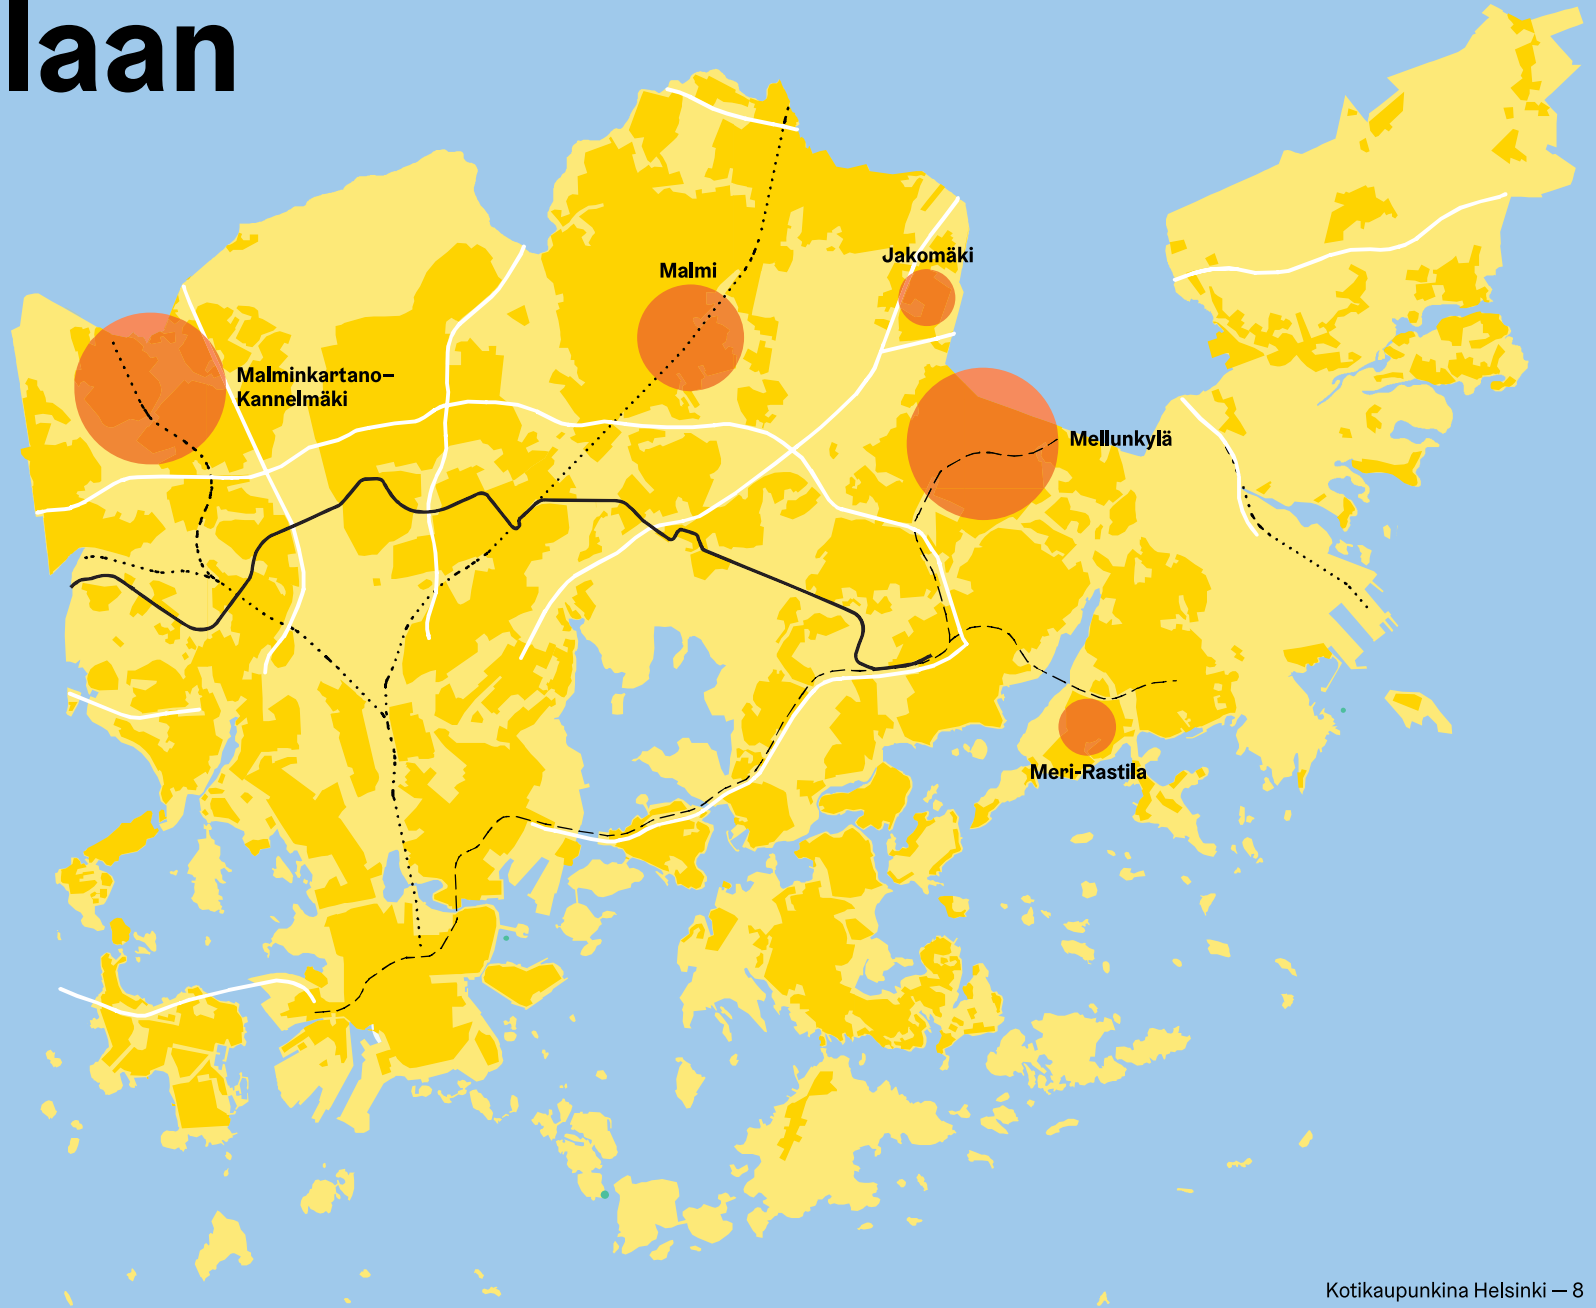 laan
Jakomäki
Malmi
Malminkartano–
Kannelmäki
Mellunkylä
Meri-Rastila
Kotikaupunkina Helsinki — 8